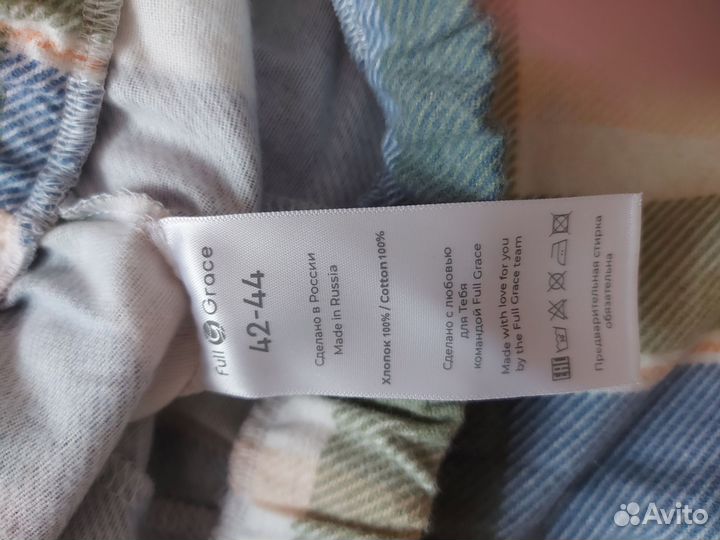 Full Grace
42-44
Сделано в России
Made in Russia
Хлопок 100% / Cotton 100%
Сделано с любовью
для Тебя
командой Full Grace
Made with love for you
by the Full Grace team
EAC
Предварительная стирка
обязательна
Avito